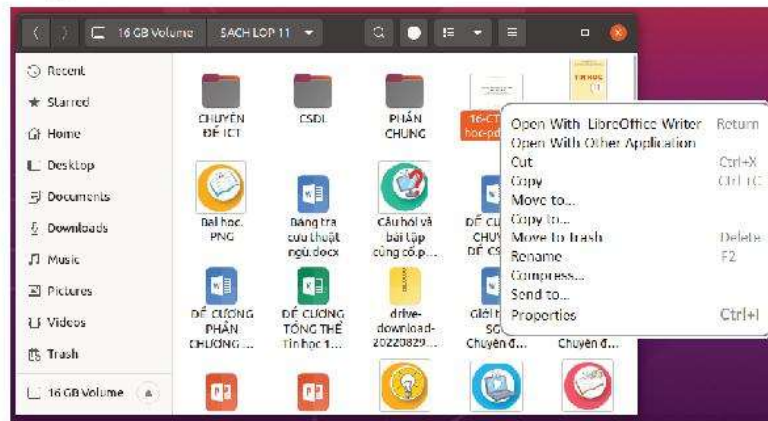 16 GB Volume SACH LOP 11
Recent
Starred
Home
Desktop
Documents
Downloads
Music
Pictures
Videos
Trash
16 GB Volume
CHUYÊN
ĐỀ ICT
CSDL
PHẦN
CHUNG
TIN HỌC
Bai hoc.
PNG
Bảng tra
cuu thuật
ngữ.docx
Câu hỏi và
bài tập
củng cố.p...
ĐỀ CƯƠNG
PHẦN
CHƯƠNG ...
ĐỀ CƯƠNG
TỔNG THỂ
Tin học 1...
drive-
download-
20220829...
Chuyên đ...
Chuyên đ...
Open With LibreOffice Writer Return
Open With Other Application
Cut Ctrl+X
Copy Ctrl+C
Move to...
Copy to...
Move to Trash Delete
Rename F2
Compress...
Send to...
Properties Ctrl+I